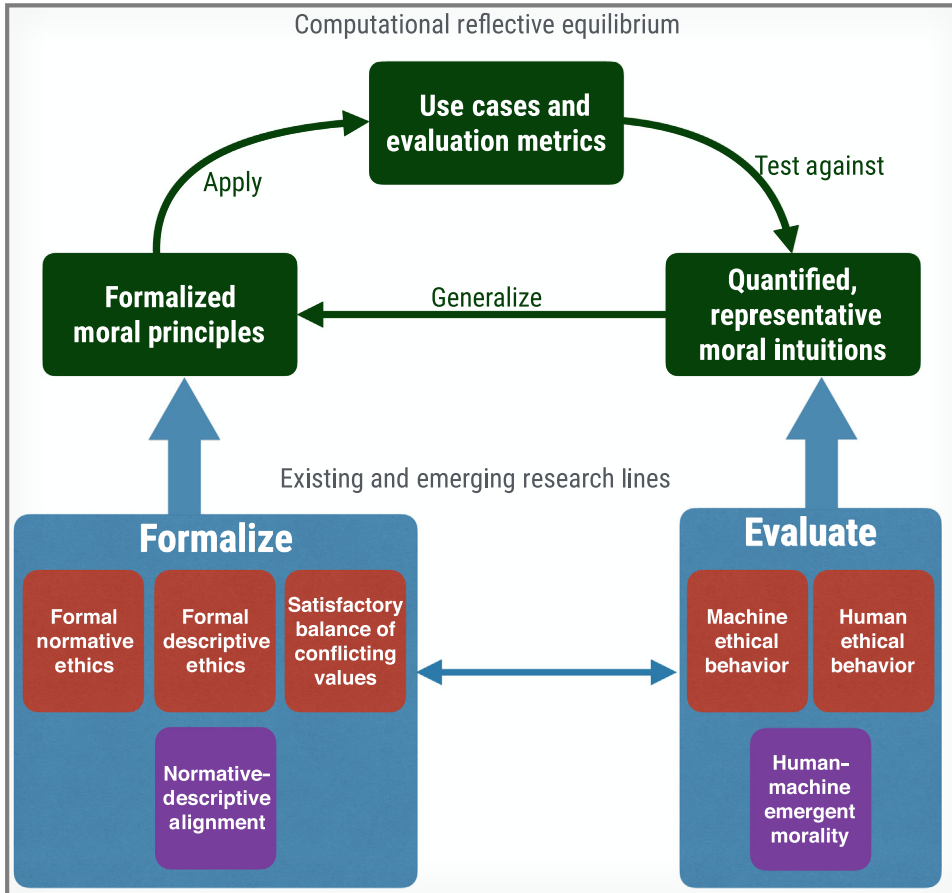 Computational reflective equilibrium
Use cases and
evaluation metrics
Apply
Test against
Formalized
moral principles
Generalize
Quantified,
representative
moral intuitions
Existing and emerging research lines
Formalize
Formal
normative
ethics
Formal
descriptive
ethics
Satisfactory
balance of
conflicting
values
Normative-
descriptive
alignment
Evaluate
Machine
ethical
behavior
Human
ethical
behavior
Human-
machine
emergent
morality